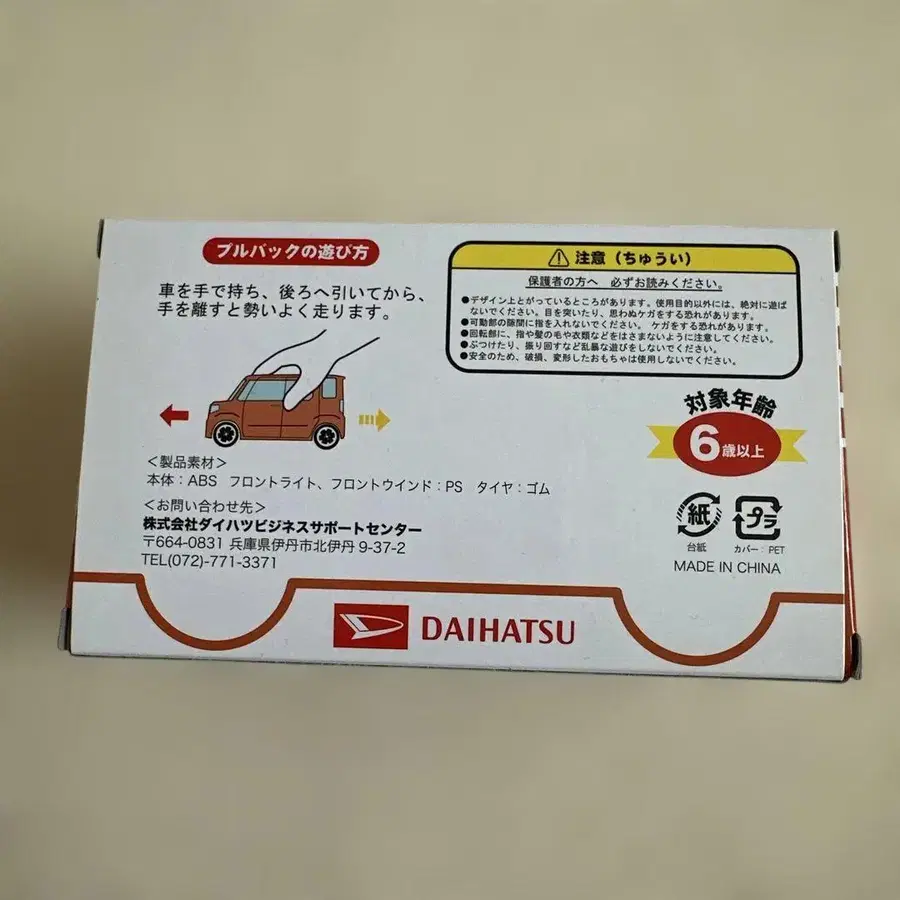 プルバックの遊び方
車を手で持ち、後ろへ引いてから、
手を離すと勢いよく走ります。
注意（ちゅうい）
保護者の方へ　必ずお読みください。
●デザイン上とがっているところがあります。使用目的以外には、絶対に遊ば
ないでください。目を突いたり、思わぬケガをする恐れがあります。
●可動部の隙間に指を入れないでください。ケガをする恐れがあります。
●回転部に、指や髪の毛や衣類などをはさまないように注意してください。
●ぶつけたり、振り回すなど乱暴な遊びをしないでください。
●安全のため、破損、変形したおもちゃは使用しないでください。
対象年齢
6歳以上
＜製品素材＞
本体：ABS　フロントライト、フロントウインド：PS　タイヤ：ゴム
＜お問い合わせ先＞
株式会社ダイハツビジネスサポートセンター
〒664-0831 兵庫県伊丹市北伊丹 9-37-2
TEL(072)-771-3371
紙
プラ
台紙
カバー：PET
MADE IN CHINA
DAIHATSU